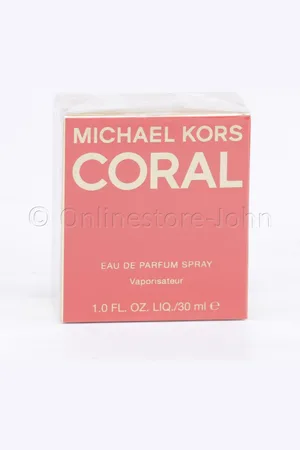 MICHAEL KORS
CORAL
© Onlinestore-John
EAU DE PARFUM SPRAY
Vaporisateur
1.0 FL. OZ. LIQ./30 ml ℮